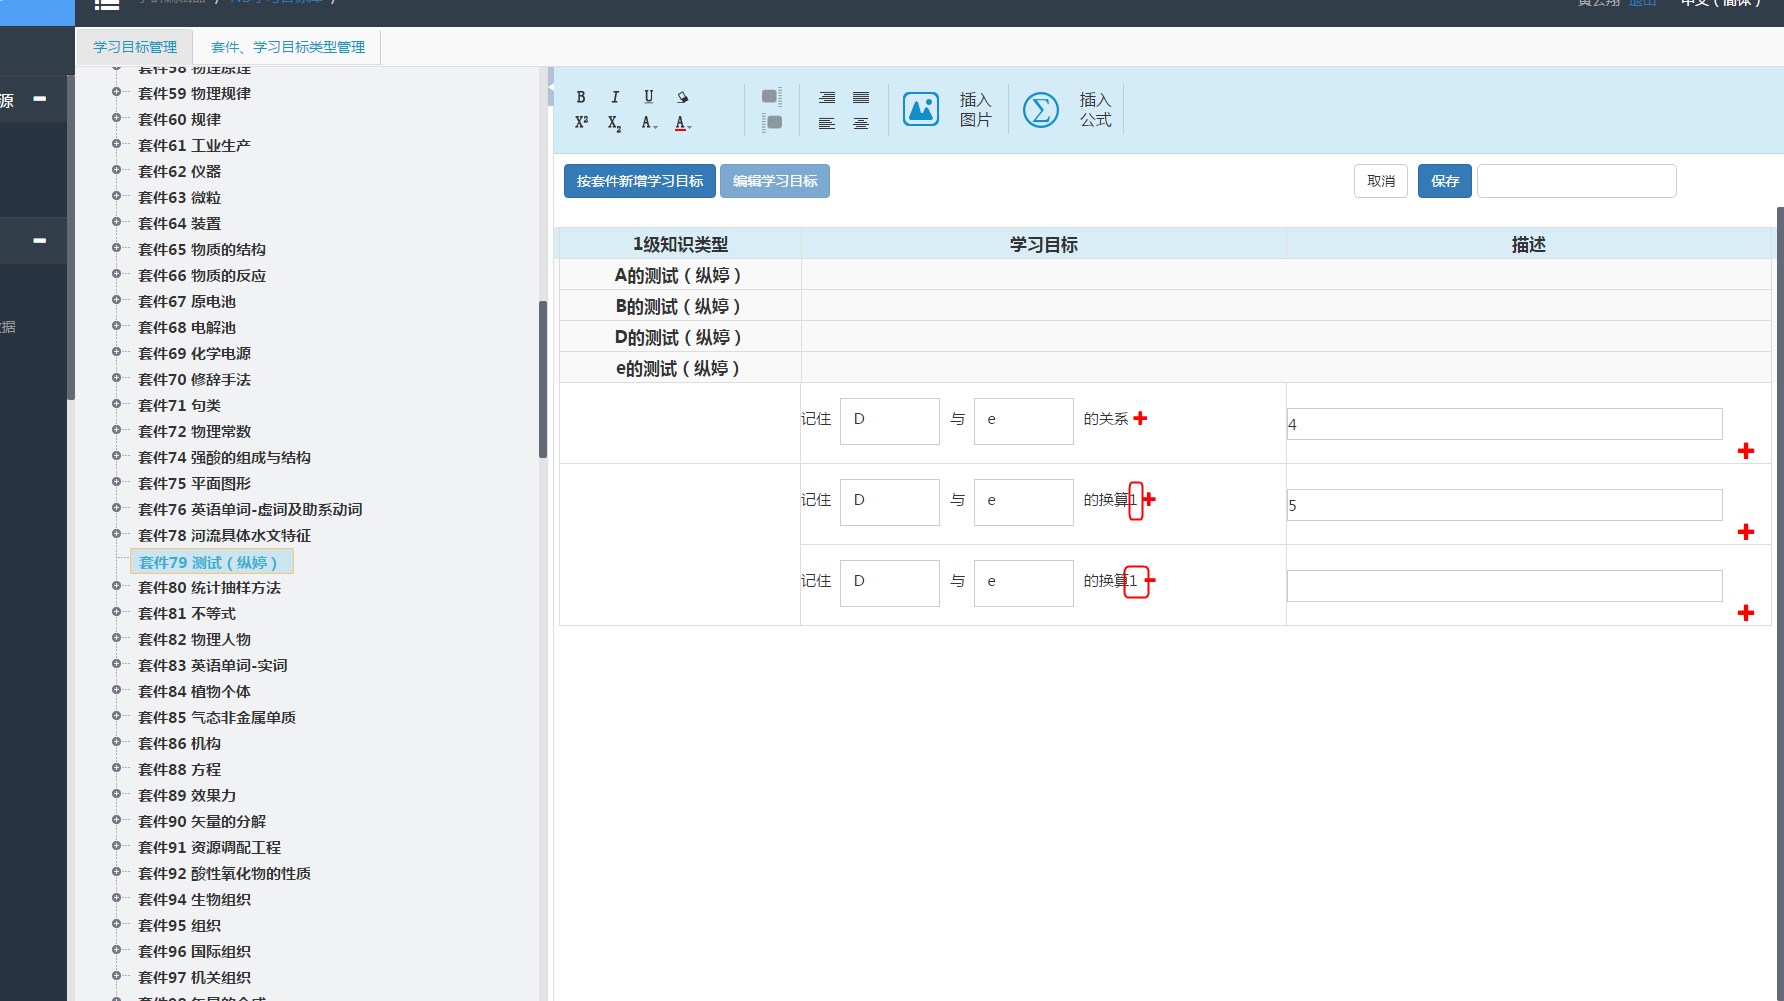 退出
中文（简体）
学习目标管理
套件、学习目标类型管理
源
据
套件58 物理原理
套件59 物理规律
套件60 规律
套件61 工业生产
套件62 仪器
套件63 微粒
套件64 装置
套件65 物质的结构
套件66 物质的反应
套件67 原电池
套件68 电解池
套件69 化学电源
套件70 修辞手法
套件71 句类
套件72 物理常数
套件74 强酸的组成与结构
套件75 平面图形
套件76 英语单词-虚词及助系动词
套件78 河流具体水文特征
套件79 测试（纵婷）
套件80 统计抽样方法
套件81 不等式
套件82 物理人物
套件83 英语单词-实词
套件84 植物个体
套件85 气态非金属单质
套件86 机构
套件88 方程
套件89 效果力
套件90 矢量的分解
套件91 资源调配工程
套件92 酸性氧化物的性质
套件94 生物组织
套件95 组织
套件96 国际组织
套件97 机关组织
B I U
X² X₂ A A
插入图片
插入公式
按套件新增学习目标 编辑学习目标 取消 保存
1级知识类型 学习目标 描述
A的测试（纵婷）
B的测试（纵婷）
D的测试（纵婷）
e的测试（纵婷）
记住 D 与 e 的关系 4
记住 D 与 e 的换算1 5
记住 D 与 e 的换算1